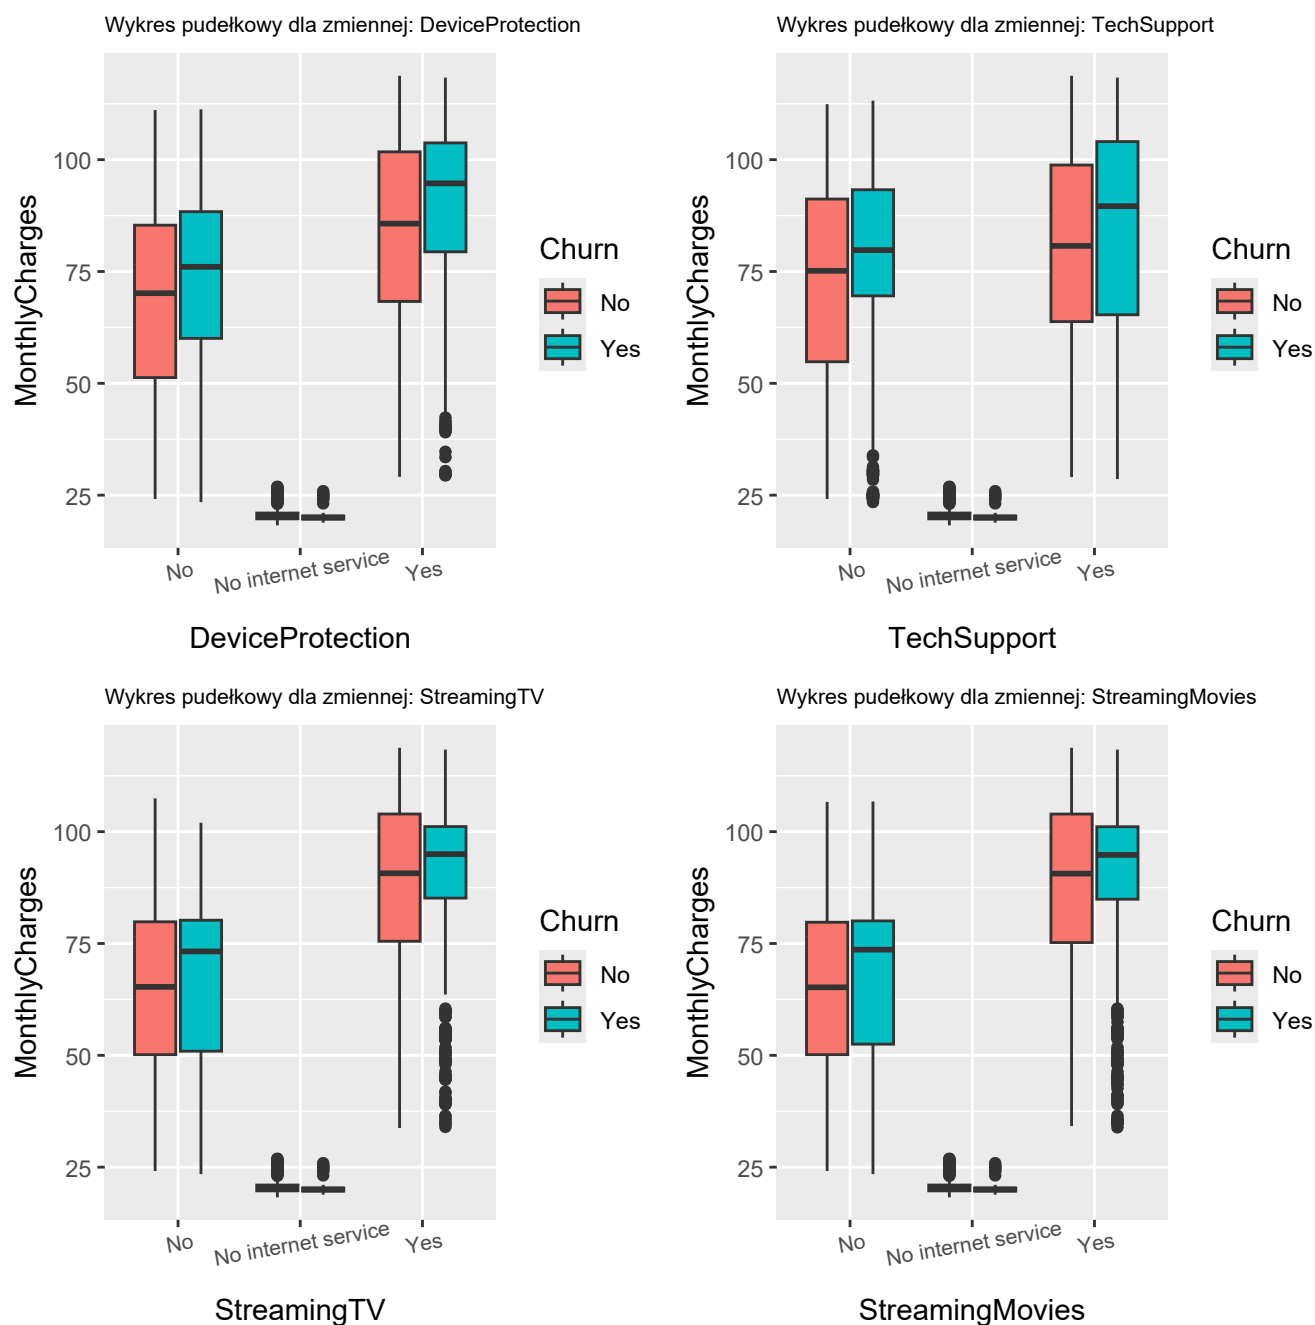 Wykres pudełkowy dla zmiennej: DeviceProtection
MonthlyCharges
100
75
50
25
No
No internet service
Yes
DeviceProtection
Churn
No
Yes
Wykres pudełkowy dla zmiennej: TechSupport
MonthlyCharges
100
75
50
25
No
No internet service
Yes
TechSupport
Churn
No
Yes
Wykres pudełkowy dla zmiennej: StreamingTV
MonthlyCharges
100
75
50
25
No
No internet service
Yes
StreamingTV
Churn
No
Yes
Wykres pudełkowy dla zmiennej: StreamingMovies
MonthlyCharges
100
75
50
25
No
No internet service
Yes
StreamingMovies
Churn
No
Yes